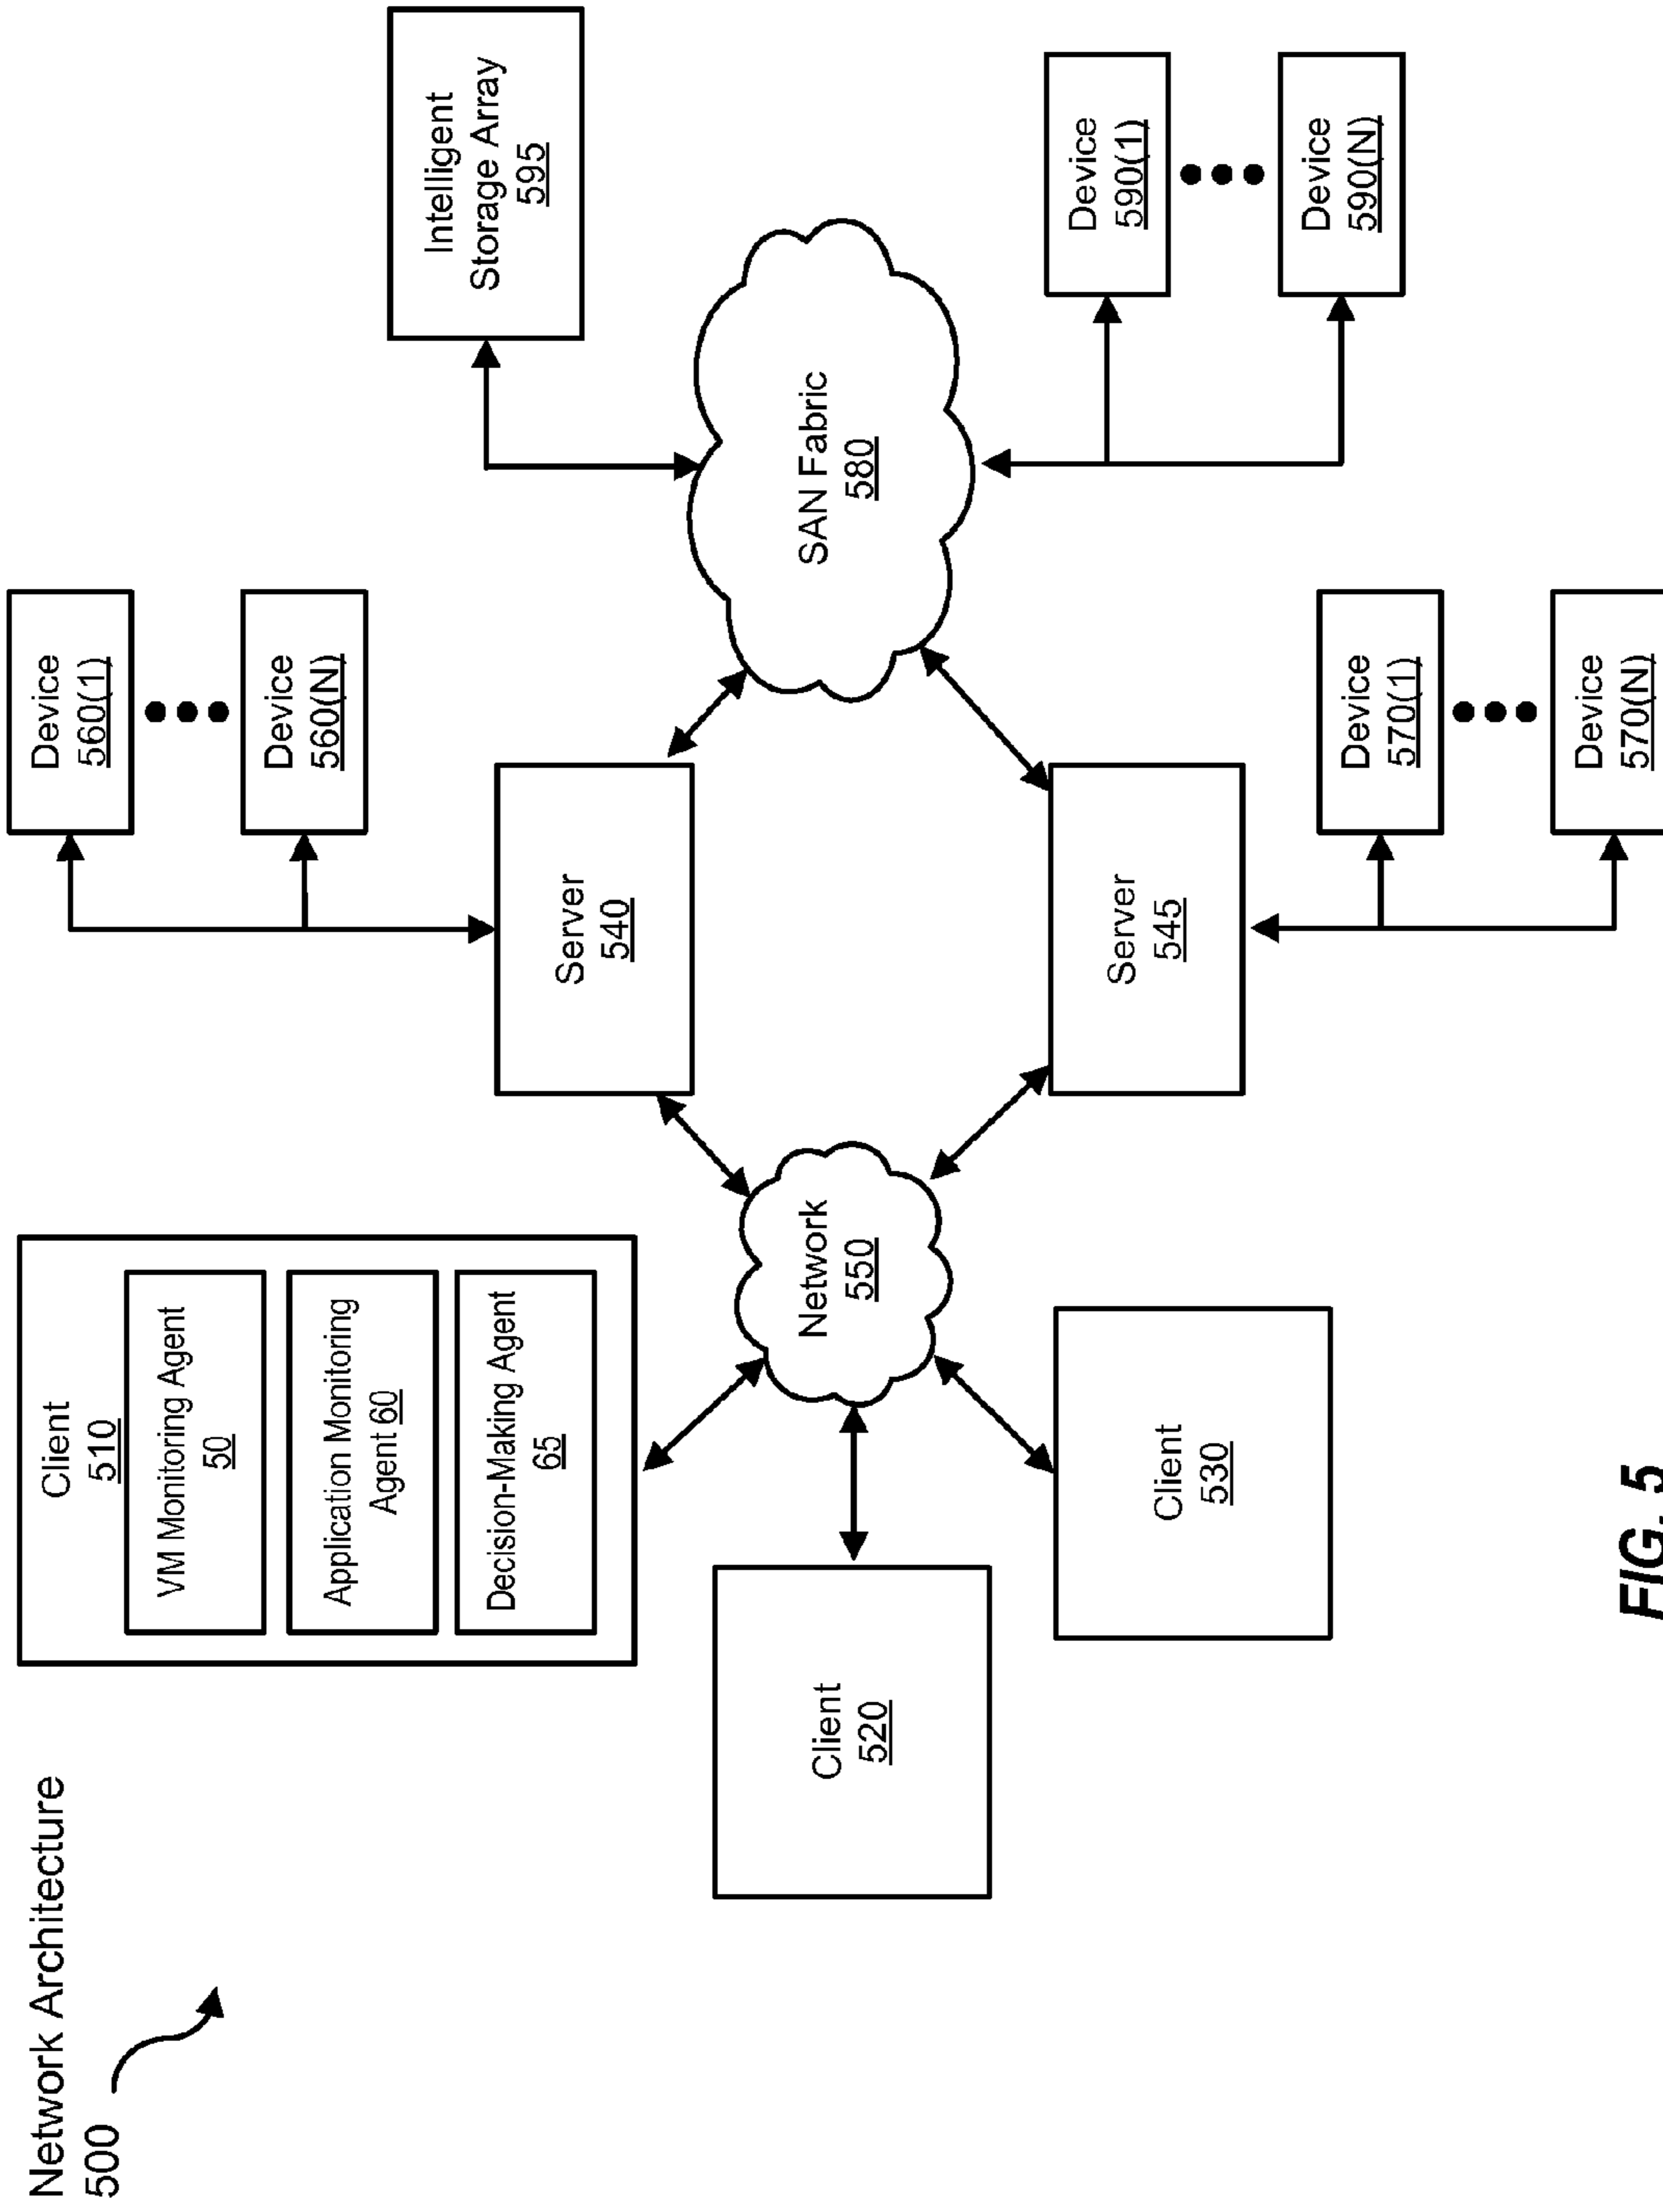 Network Architecture
500
Client
510
VM Monitoring Agent
50
Application Monitoring
Agent 60
Decision-Making Agent
65
Client
520
Client
530
Network
550
Server
540
Server
545
Device
560(1)
Device
560(N)
Device
570(1)
Device
570(N)
SAN Fabric
580
Intelligent
Storage Array
595
Device
590(1)
Device
590(N)
FIG. 5